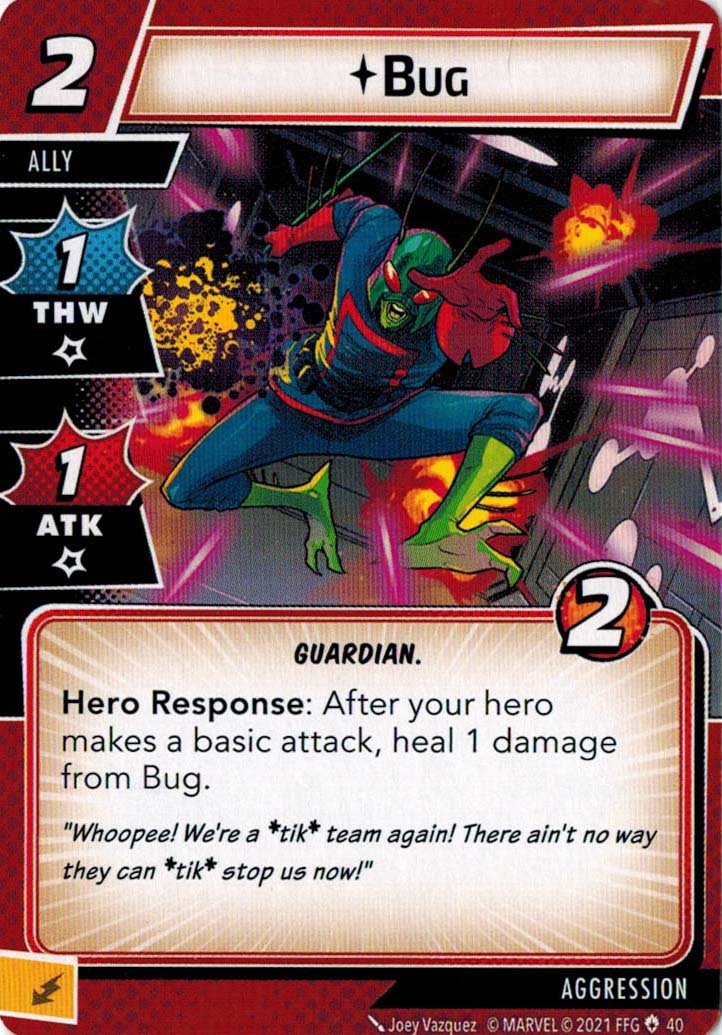 2
Bug
ALLY
1
THW
1
ATK
2
GUARDIAN.
Hero Response: After your hero
makes a basic attack, heal 1 damage
from Bug.
"Whoopee! We're a *tik* team again! There ain't no way
they can *tik* stop us now!"
AGGRESSION
Joey Vazquez © MARVEL © 2021 FFG 40